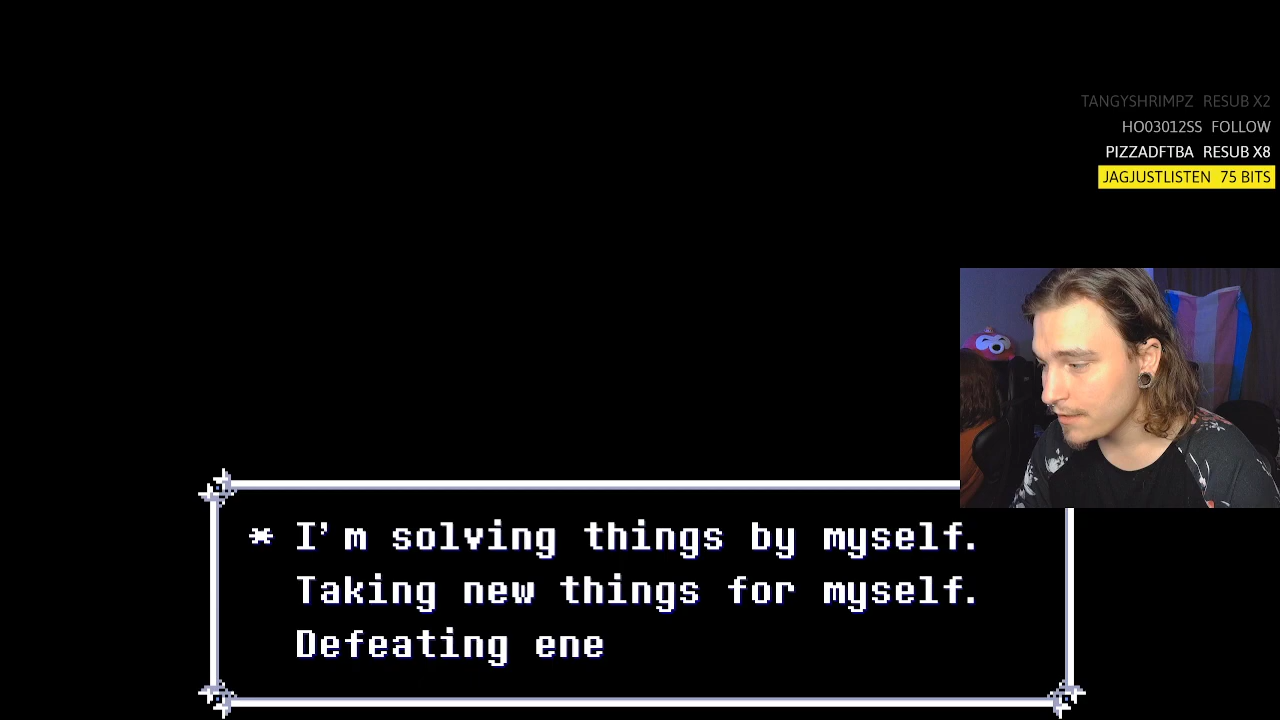 TANGYSHRIMPZ RESUB X2
HO03012SS FOLLOW
PIZZADFTBA RESUB X8
JAGJUSTLISTEN 75 BITS
* I'm solving things by myself.
Taking new things for myself.
Defeating ene